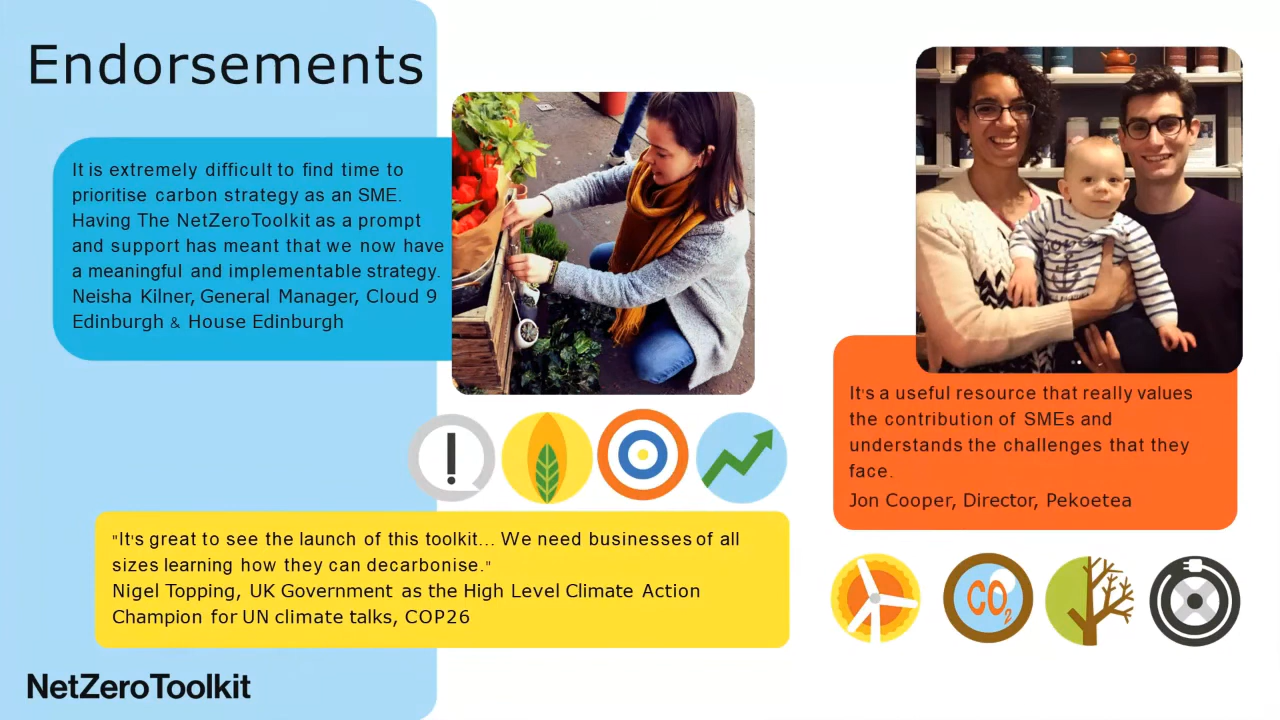 Endorsements
It is extremely difficult to find time to
prioritise carbon strategy as an SME.
Having The NetZeroToolkit as a prompt
and support has meant that we now have
a meaningful and implementable strategy.
Neisha Kilner, General Manager, Cloud 9
Edinburgh & House Edinburgh
It's a useful resource that really values
the contribution of SMEs and
understands the challenges that they
face.
Jon Cooper, Director, Pekoetea
"It's great to see the launch of this toolkit... We need businesses of all
sizes learning how they can decarbonise."
Nigel Topping, UK Government as the High Level Climate Action
Champion for UN climate talks, COP26
CO2
NetZeroToolkit